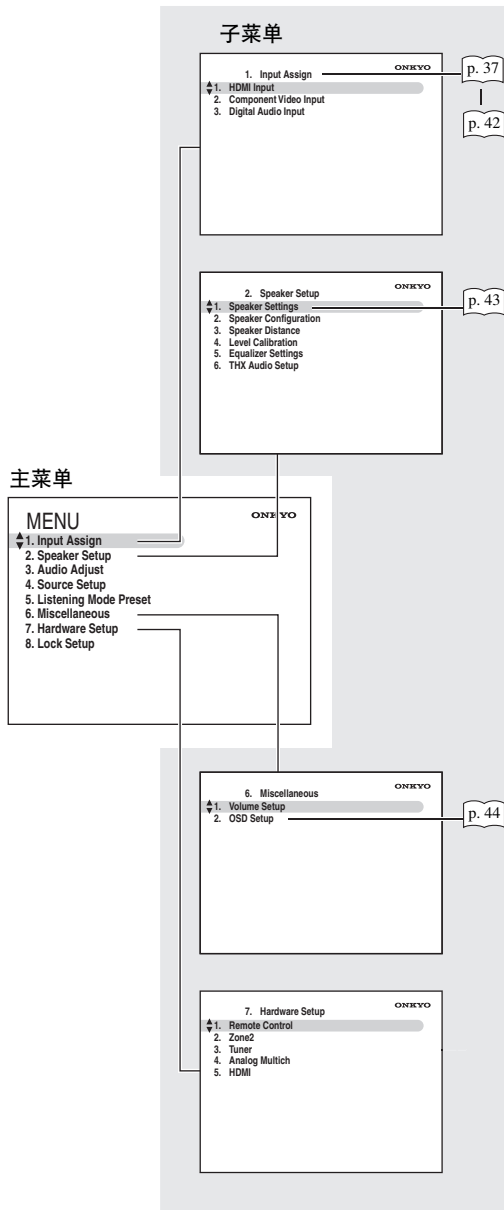 子菜单
ONKYO
1. Input Assign
1. HDMI Input
2. Component Video Input
3. Digital Audio Input
p. 37
p. 42
ONKYO
2. Speaker Setup
1. Speaker Settings
2. Speaker Configuration
3. Speaker Distance
4. Level Calibration
5. Equalizer Settings
6. THX Audio Setup
p. 43
主菜单
MENU
ONKYO
1. Input Assign
2. Speaker Setup
3. Audio Adjust
4. Source Setup
5. Listening Mode Preset
6. Miscellaneous
7. Hardware Setup
8. Lock Setup
ONKYO
6. Miscellaneous
1. Volume Setup
2. OSD Setup
p. 44
ONKYO
7. Hardware Setup
1. Remote Control
2. Zone2
3. Tuner
4. Analog Multich
5. HDMI